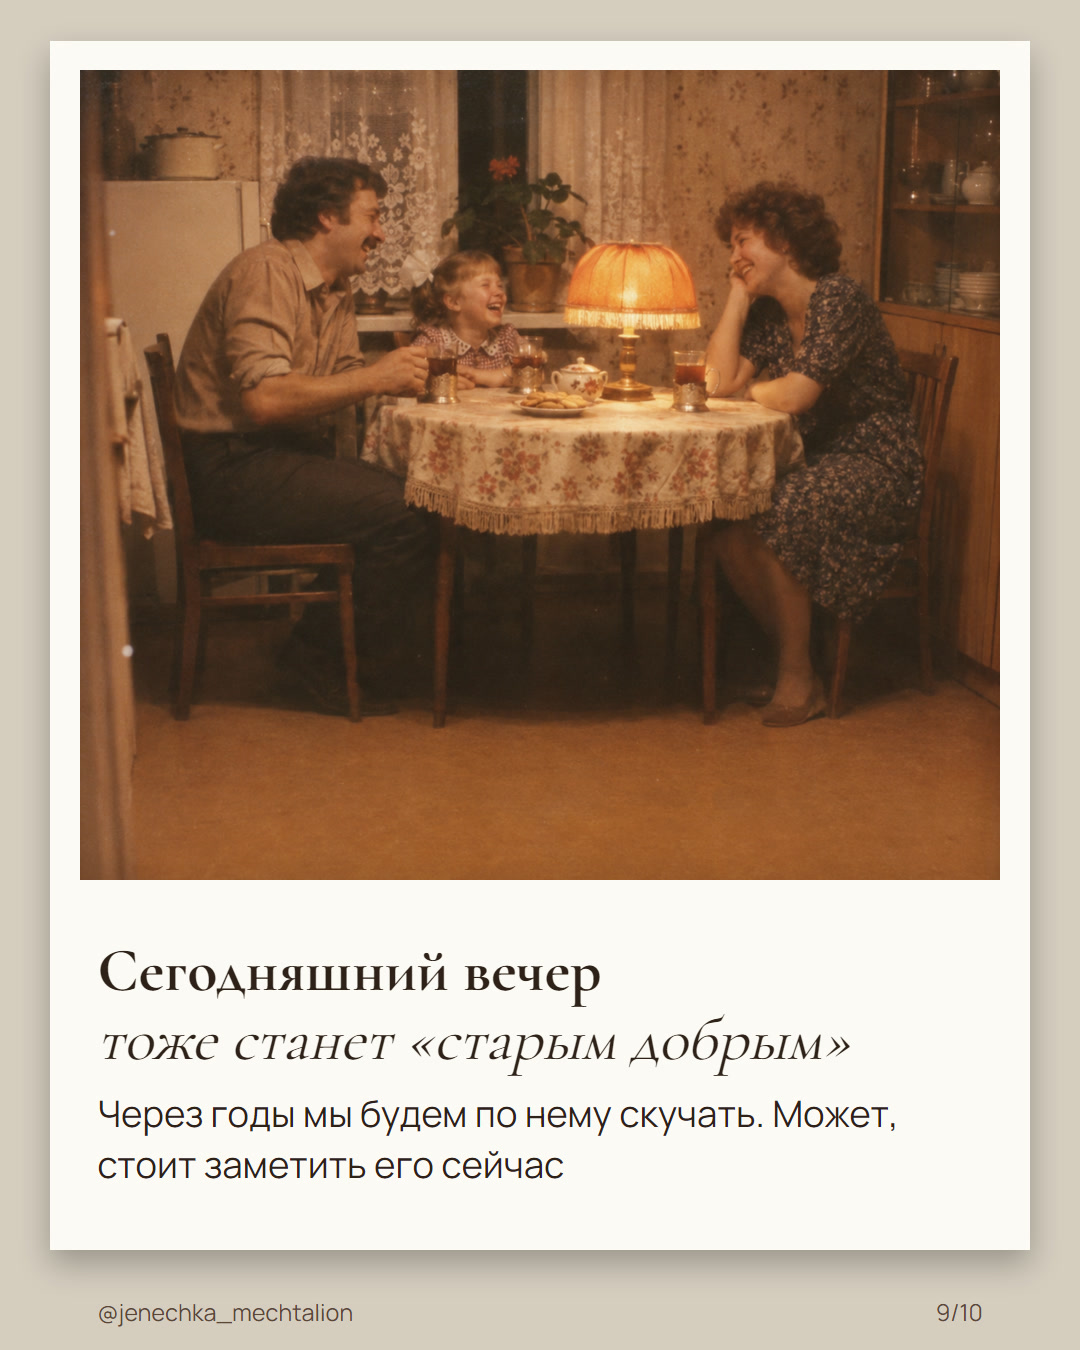 Сегодняшний вечер
тоже станет «старым добрым»
Через годы мы будем по нему скучать. Может,
стоит заметить его сейчас
@jenechka_mechtalion
9/10